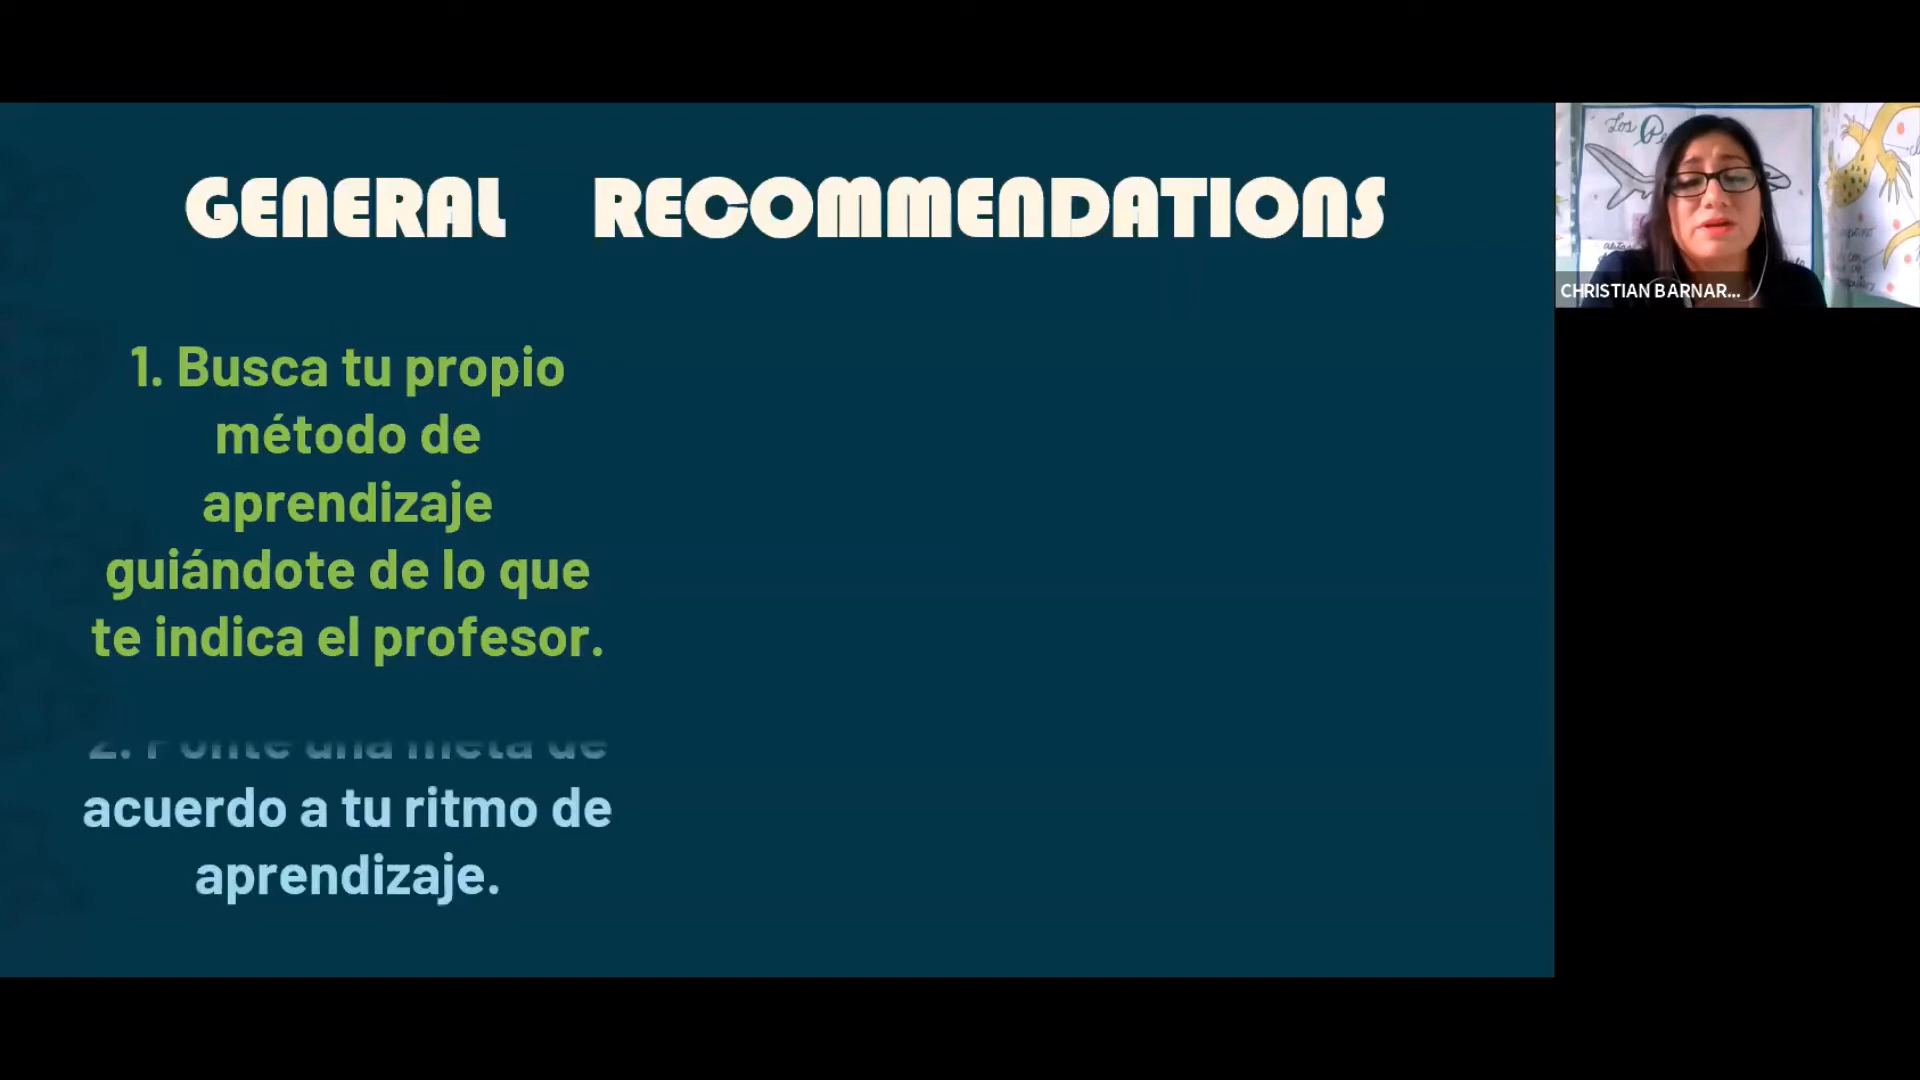 GENERAL RECOMMENDATIONS
1. Busca tu propio
método de
aprendizaje
guiándote de lo que
te indica el profesor.
2. Ponte una meta de
acuerdo a tu ritmo de
aprendizaje.
Los
CHRISTIAN BARNAR...